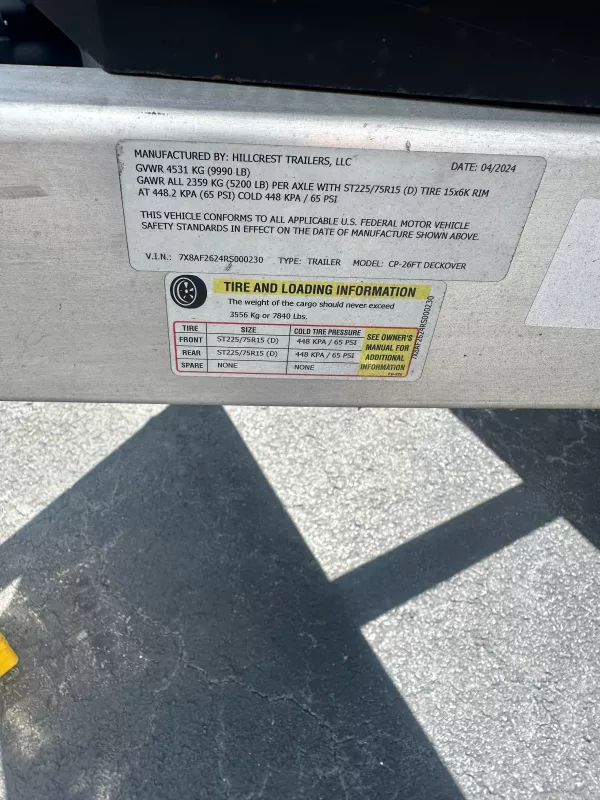 MANUFACTURED BY: HILLCREST TRAILERS, LLC DATE: 04/2024
GVWR 4531 KG (9990 LB)
GAWR ALL 2359 KG (5200 LB) PER AXLE WITH ST225/75R15 (D) TIRE 15x6K RIM
AT 448.2 KPA (65 PSI) COLD 448 KPA / 65 PSI
THIS VEHICLE CONFORMS TO ALL APPLICABLE U.S. FEDERAL MOTOR VEHICLE
SAFETY STANDARDS IN EFFECT ON THE DATE OF MANUFACTURE SHOWN ABOVE.
V.I.N.: 7X8AF2624RS000230 TYPE: TRAILER MODEL: CP-26FT DECKOVER
TIRE AND LOADING INFORMATION
The weight of the cargo should never exceed
3556 Kg or 7840 Lbs.
TIRE SIZE COLD TIRE PRESSURE
FRONT ST225/75R15 (D) 448 KPA / 65 PSI
REAR ST225/75R15 (D) 448 KPA / 65 PSI
SPARE NONE NONE
SEE OWNER'S
MANUAL FOR
ADDITIONAL
INFORMATION
7X8AF2624RS000230